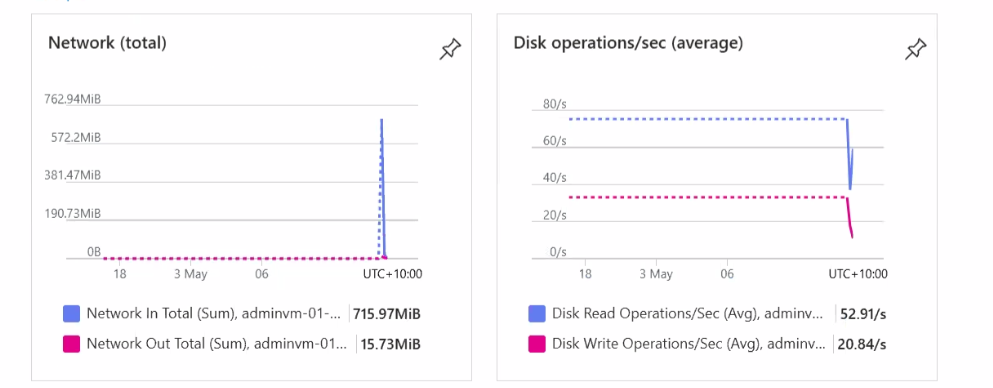 Network (total)
762.94MiB
572.2MiB
381.47MiB
190.73MiB
0B
18 3 May 06 UTC+10:00
Network In Total (Sum), adminvm-01-... 715.97MiB
Network Out Total (Sum), adminvm-01... 15.73MiB
Disk operations/sec (average)
80/s
60/s
40/s
20/s
0/s
18 3 May 06 UTC+10:00
Disk Read Operations/Sec (Avg), adminv... 52.91/s
Disk Write Operations/Sec (Avg), adminv... 20.84/s